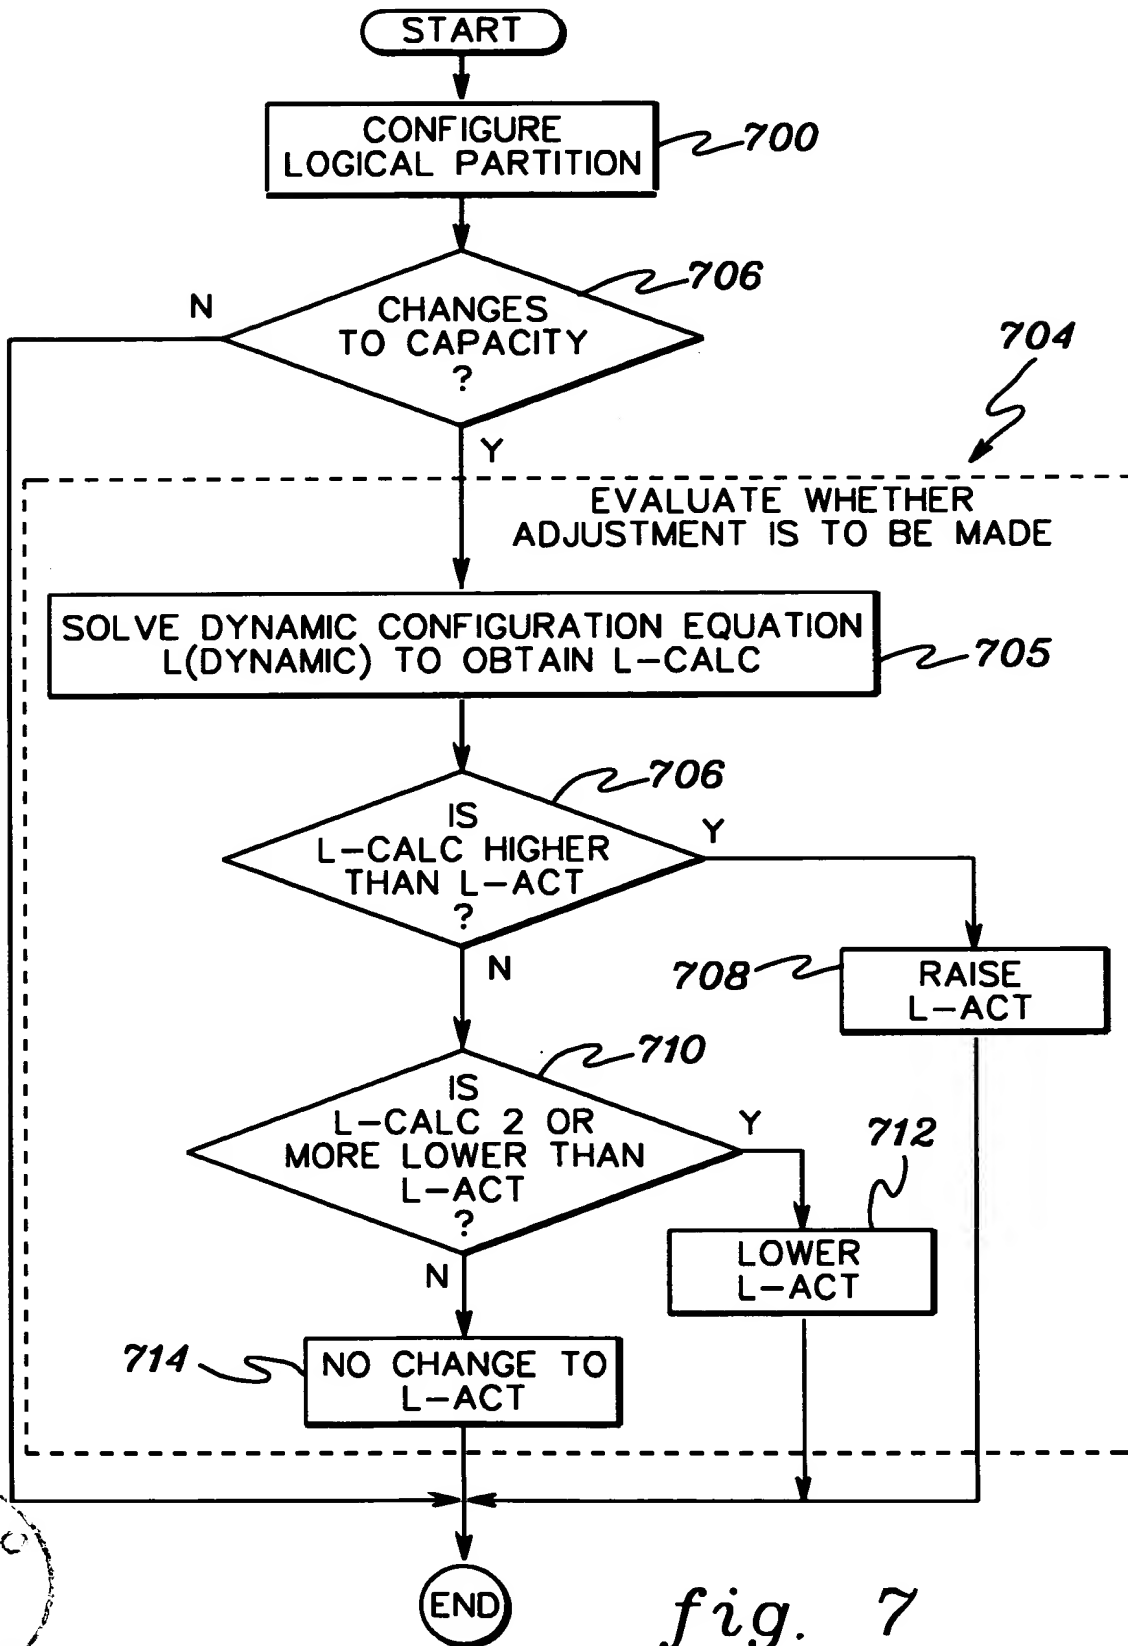 START
CONFIGURE
LOGICAL PARTITION
700
706
N
CHANGES
TO CAPACITY
?
704
Y
EVALUATE WHETHER
ADJUSTMENT IS TO BE MADE
SOLVE DYNAMIC CONFIGURATION EQUATION
L(DYNAMIC) TO OBTAIN L-CALC
705
706
IS
L-CALC HIGHER
THAN L-ACT
?
Y
N
708
RAISE
L-ACT
710
IS
L-CALC 2 OR
MORE LOWER THAN
L-ACT
?
Y
712
N
LOWER
L-ACT
714
NO CHANGE TO
L-ACT
END
fig. 7